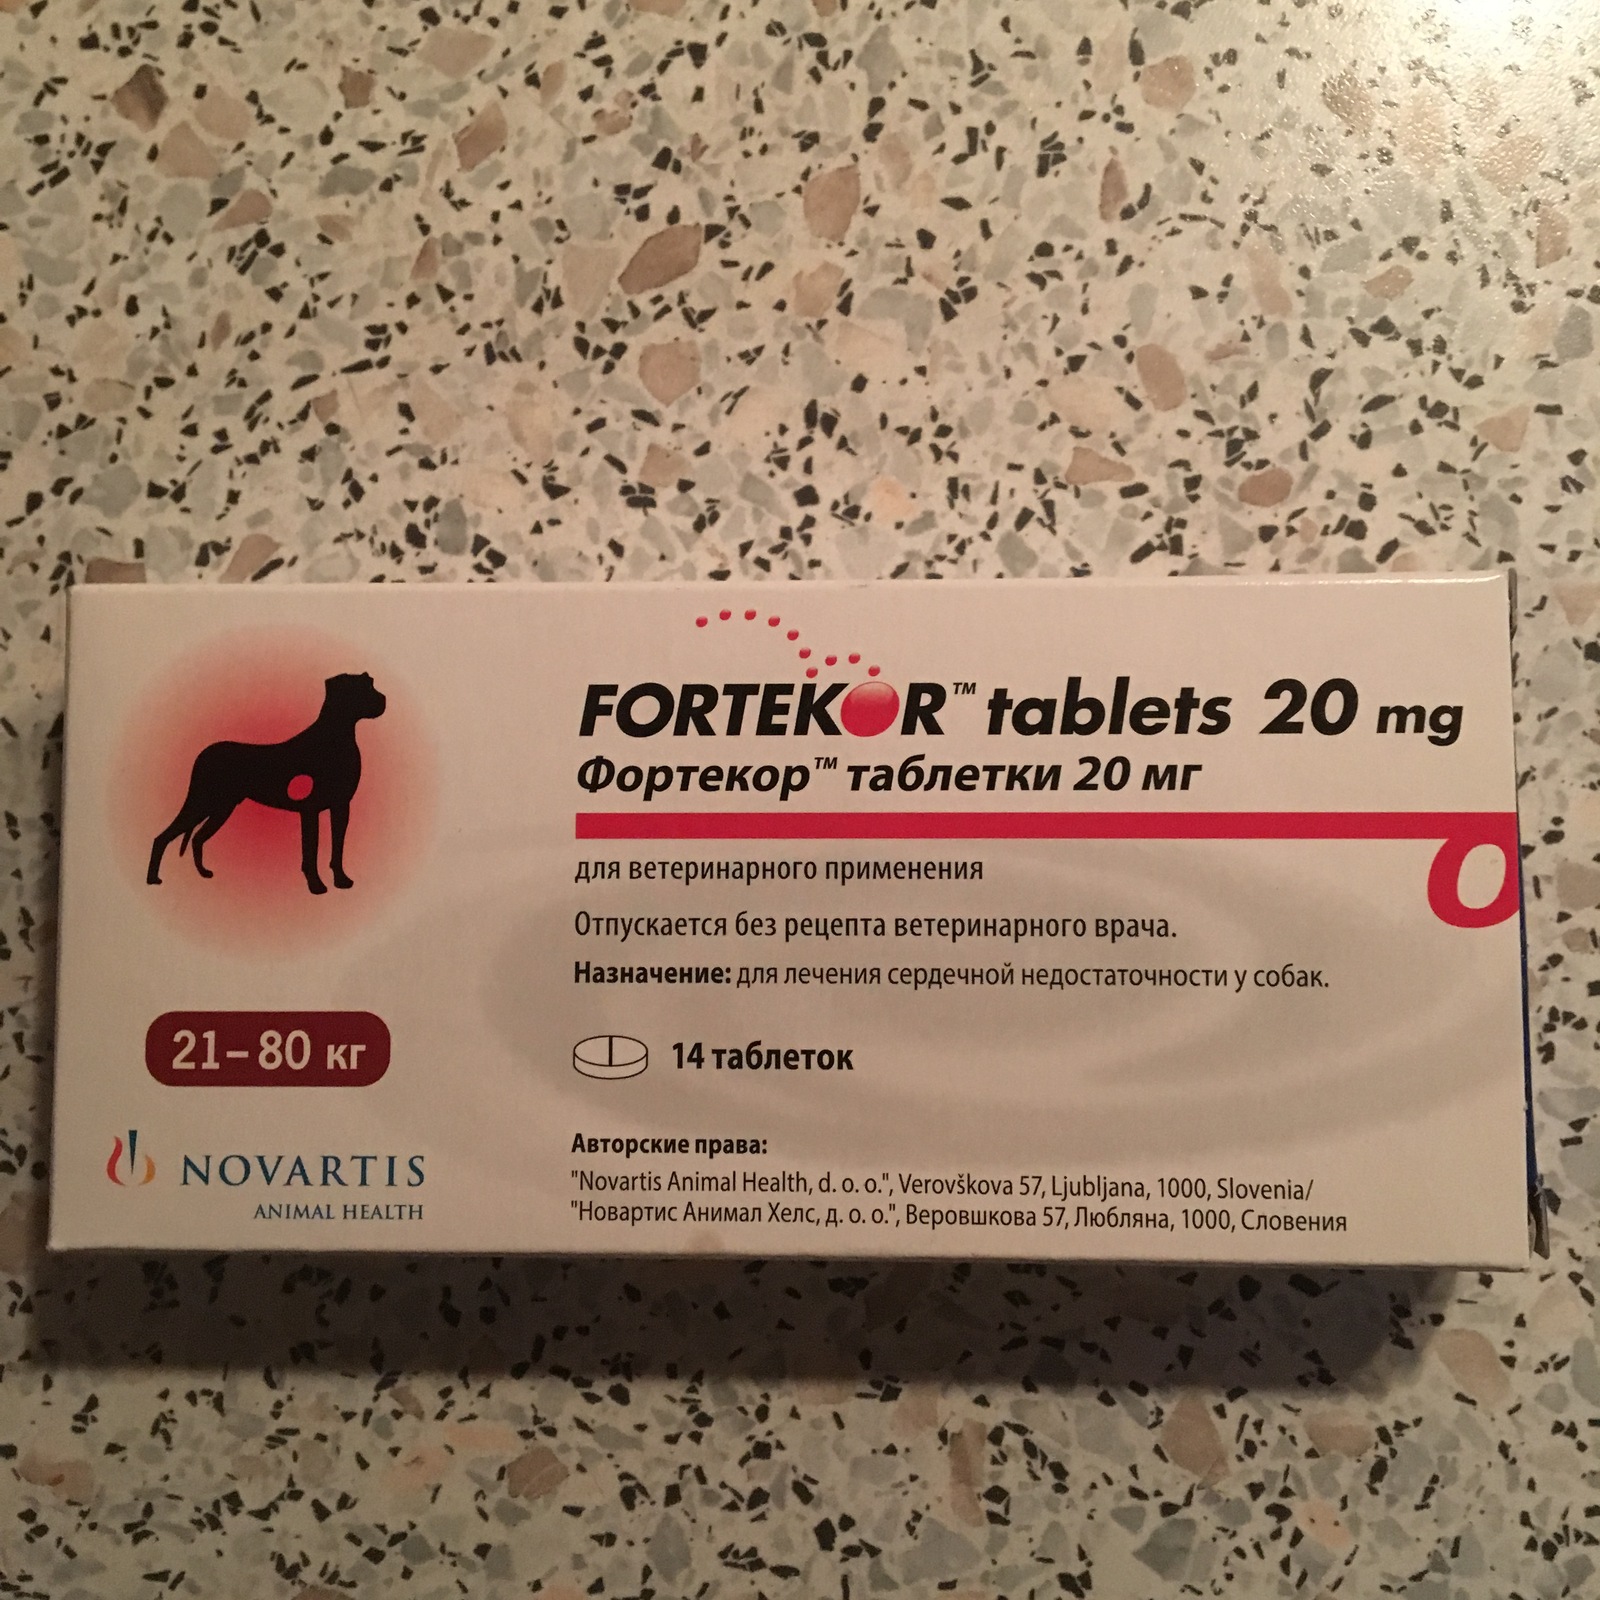 FORTEKOR™ tablets 20 mg
Фортекор™ таблетки 20 мг
для ветеринарного применения
Отпускается без рецепта ветеринарного врача.
Назначение: для лечения сердечной недостаточности у собак.
21–80 кг
14 таблеток
NOVARTIS
ANIMAL HEALTH
Авторские права:
"Novartis Animal Health, d. o. o.", Verovškova 57, Ljubljana, 1000, Slovenia/
"Новартис Анимал Хелс, д. о. о.", Веровшкова 57, Любляна, 1000, Словения